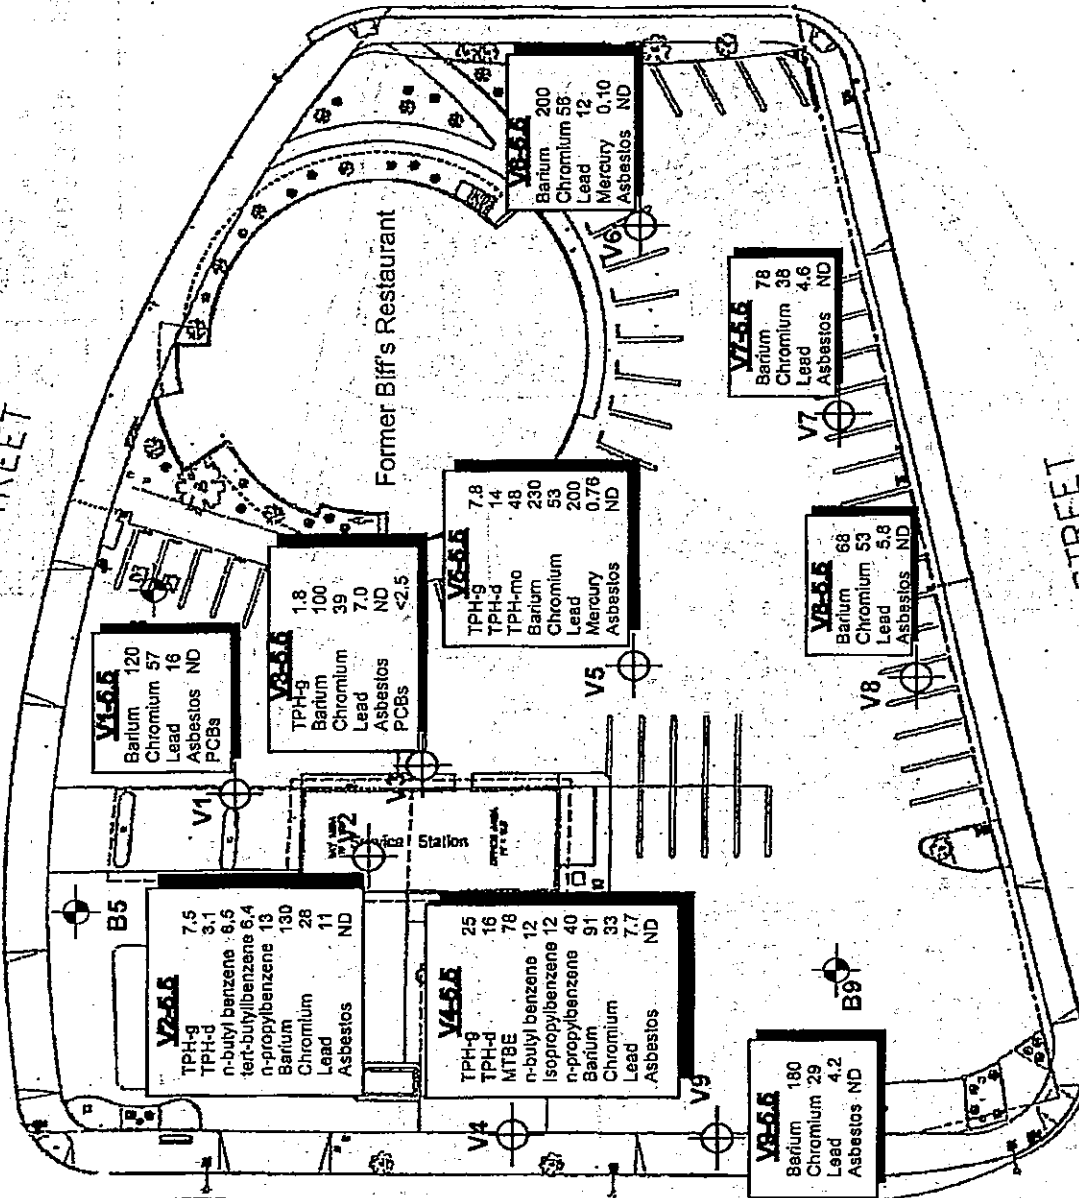 REET
V6-5.5
Barium 200
Chromium 58
Lead 12
Mercury 0.10
Asbestos ND
V6
Former Biff's Restaurant
V7-5.5
Barium 78
Chromium 38
Lead 4.6
Asbestos ND
V7
V1-5.5
Barium 120
Chromium 57
Lead 16
Asbestos ND
PCBs
V1
V3-5.5
TPH-g 1.8
Barium 100
Chromium 39
Lead 7.0
Asbestos ND
PCBs <2.5
V5-5.5
TPH-g 7.8
TPH-d 14
TPH-mo 48
Barium 230
Chromium 53
Lead 200
Mercury 0.76
Asbestos ND
V5
V8-5.5
Barium 68
Chromium 53
Lead 5.8
Asbestos ND
V8
TREET
V2
Station
B5
V2-5.5
TPH-g 7.5
TPH-d 3.1
n-butyl benzene 6.5
tert-butyllbenzene 6.4
n-propylbenzene 13
Barium 130
Chromium 28
Lead 11
Asbestos ND
V4-5.5
TPH-g 25
TPH-d 16
MTBE 78
n-butyl benzene 12
Isopropylbenzene 12
n-propylbenzene 40
Barium 91
Chromium 33
Lead 7.7
Asbestos ND
V4
B9
V9
V9-5.5
Barium 180
Chromium 29
Lead 4.2
Asbestos ND